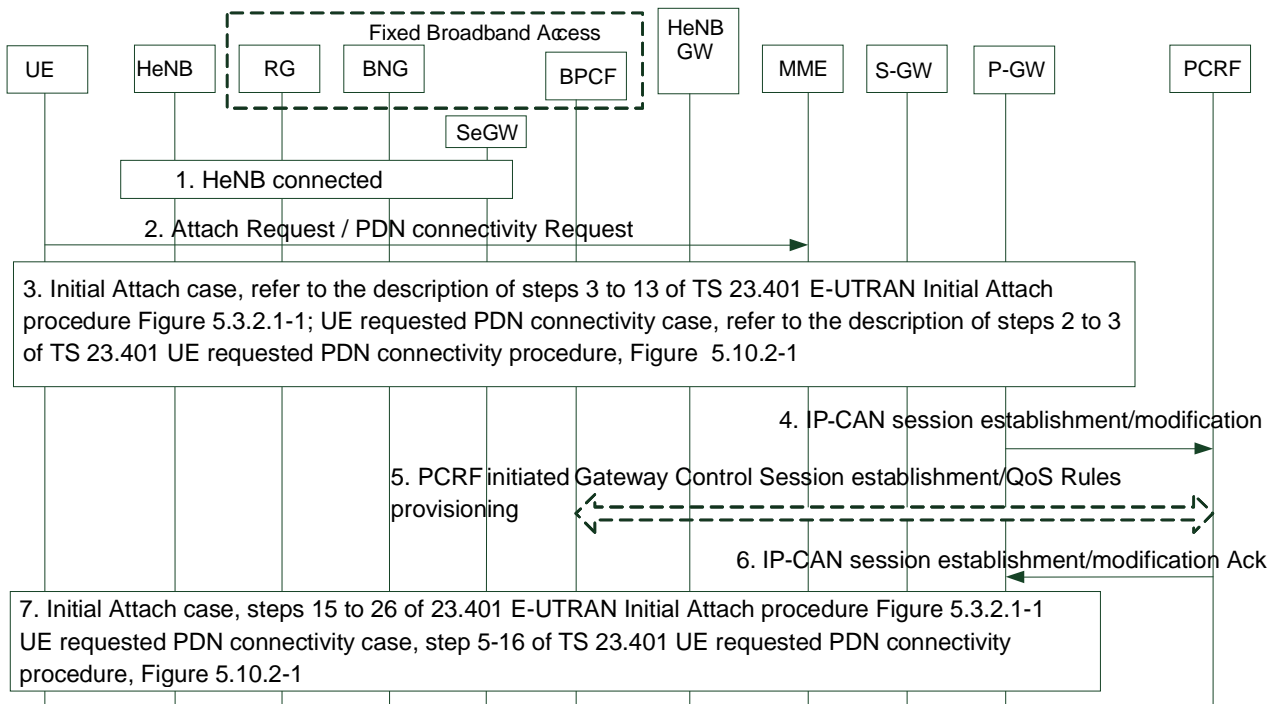 Fixed Broadband Access
HeNB
GW
UE
HeNB
RG
BNG
BPCF
MME
S-GW
P-GW
PCRF
SeGW
1. HeNB connected
2. Attach Request / PDN connectivity Request
3. Initial Attach case, refer to the description of steps 3 to 13 of TS 23.401 E-UTRAN Initial Attach
procedure Figure 5.3.2.1-1; UE requested PDN connectivity case, refer to the description of steps 2 to 3
of TS 23.401 UE requested PDN connectivity procedure, Figure 5.10.2-1
4. IP-CAN session establishment/modification
5. PCRF initiated Gateway Control Session establishment/QoS Rules
provisioning
6. IP-CAN session establishment/modification Ack
7. Initial Attach case, steps 15 to 26 of 23.401 E-UTRAN Initial Attach procedure Figure 5.3.2.1-1
UE requested PDN connectivity case, step 5-16 of TS 23.401 UE requested PDN connectivity
procedure, Figure 5.10.2-1